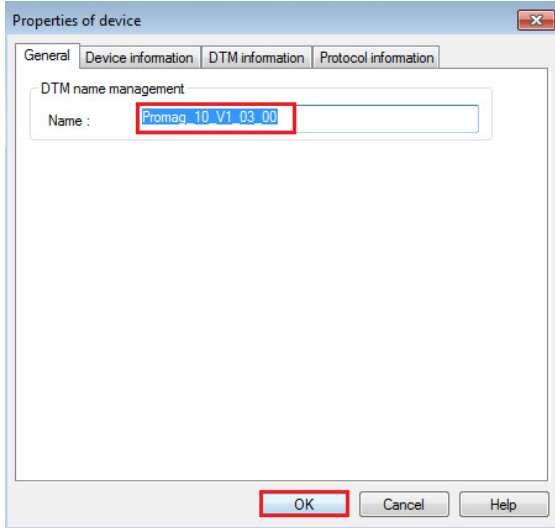 Properties of device
General Device information DTM information Protocol information
DTM name management
Name : Promag_10_V1_03_00
OK Cancel Help